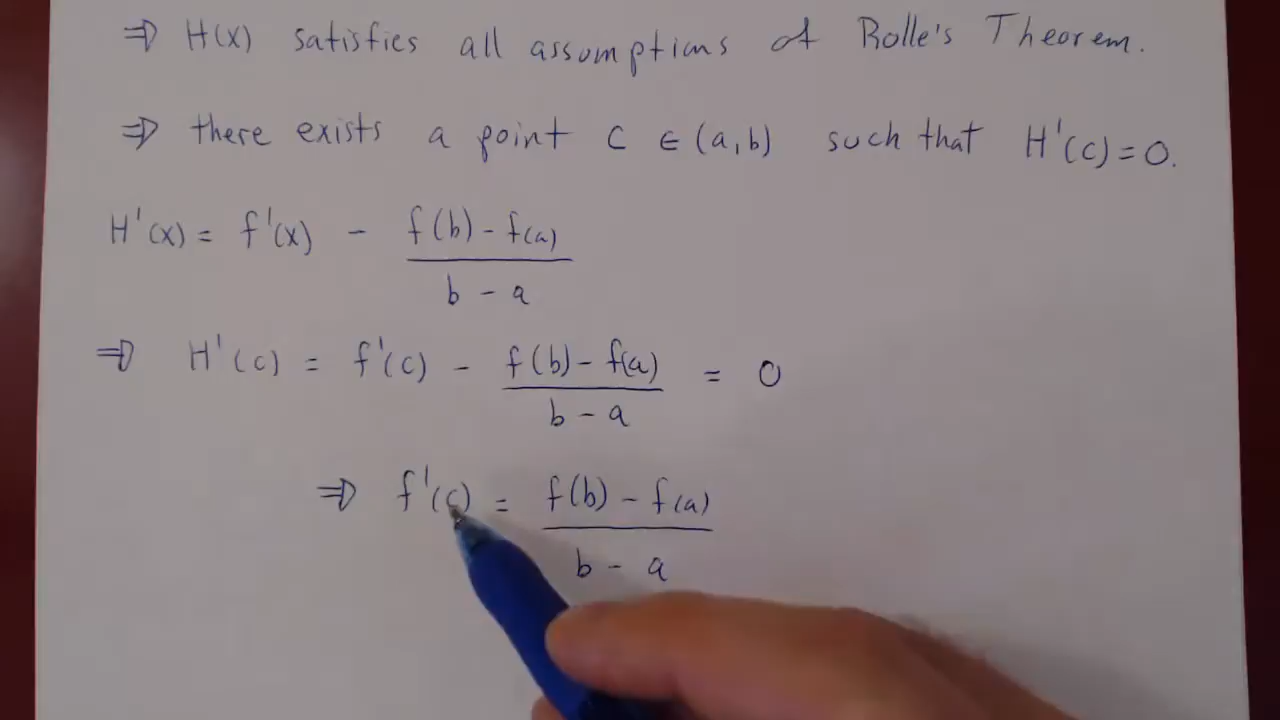 ⇒ H(x) satisfies all assumptions of Rolle's Theorem.
⇒ there exists a point c ∈ (a,b) such that H'(c)=0.
H'(x) = f'(x) - (f(b) - f(a))/(b - a)
⇒ H'(c) = f'(c) - (f(b) - f(a))/(b - a) = 0
⇒ f'(c) = (f(b) - f(a))/(b - a)